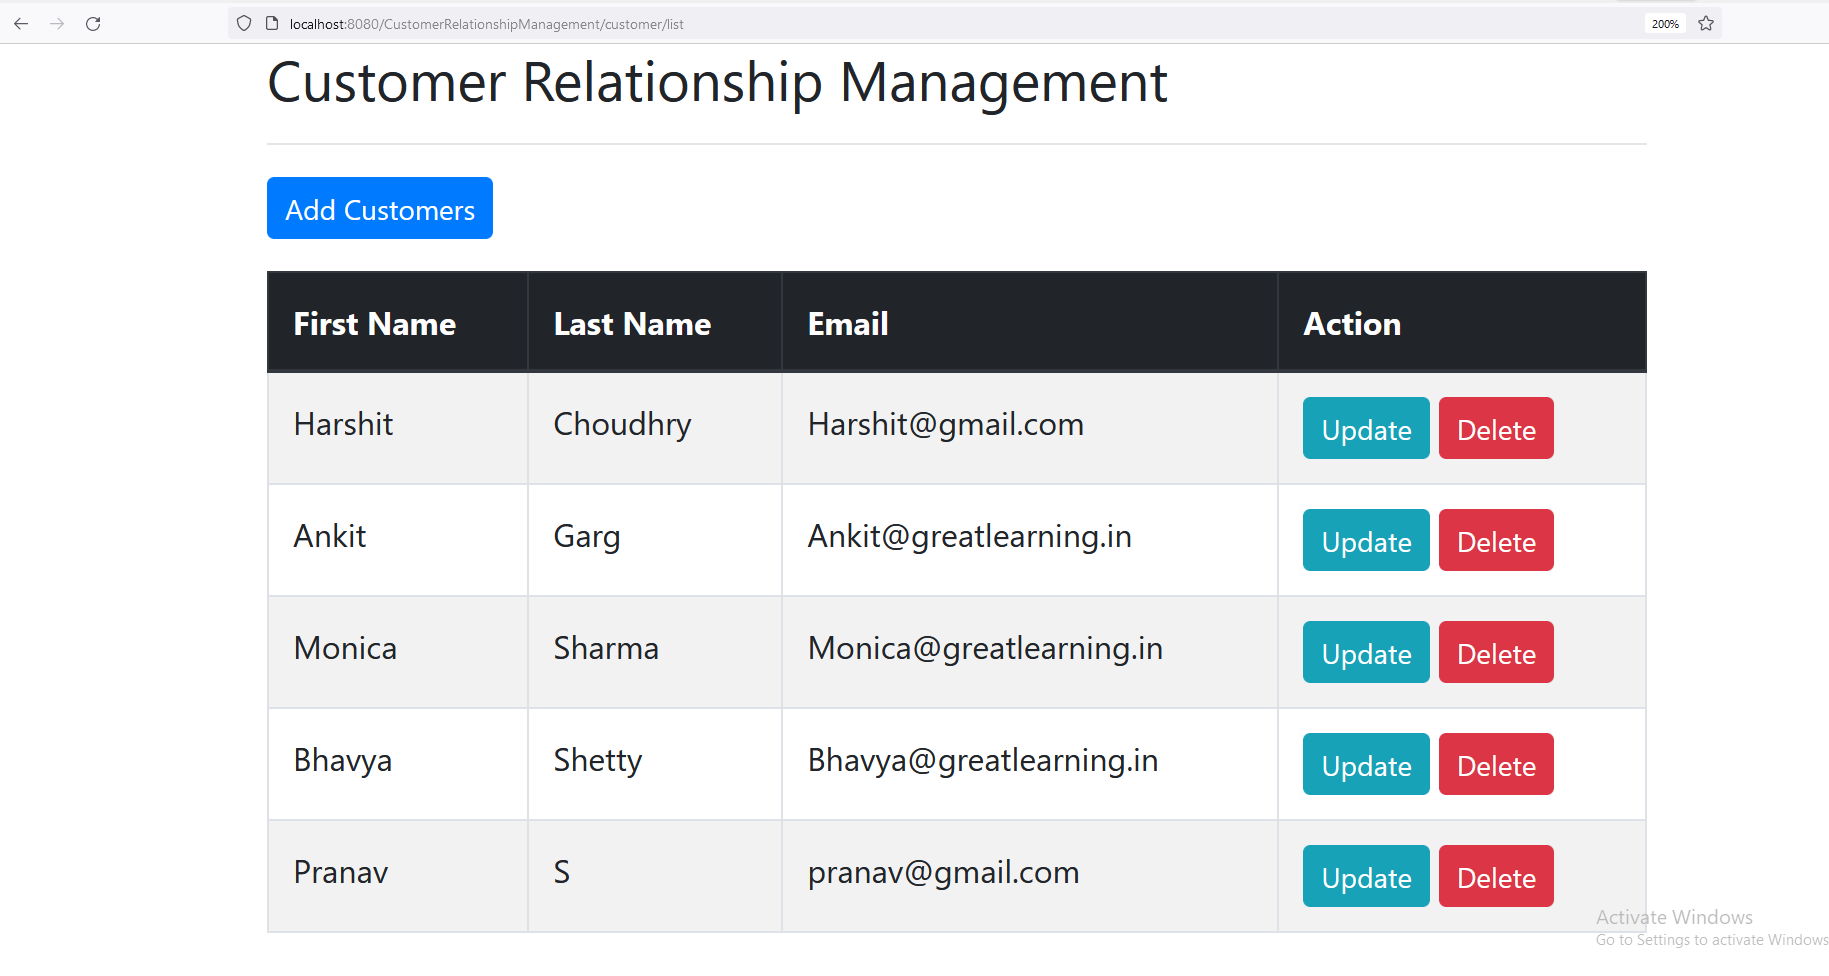 localhost:8080/CustomerRelationshipManagement/customer/list 200%
Customer Relationship Management
Add Customers
First Name Last Name Email Action
Harshit Choudhry Harshit@gmail.com Update Delete
Ankit Garg Ankit@greatlearning.in Update Delete
Monica Sharma Monica@greatlearning.in Update Delete
Bhavya Shetty Bhavya@greatlearning.in Update Delete
Pranav S pranav@gmail.com Update Delete
Activate Windows
Go to Settings to activate Windows